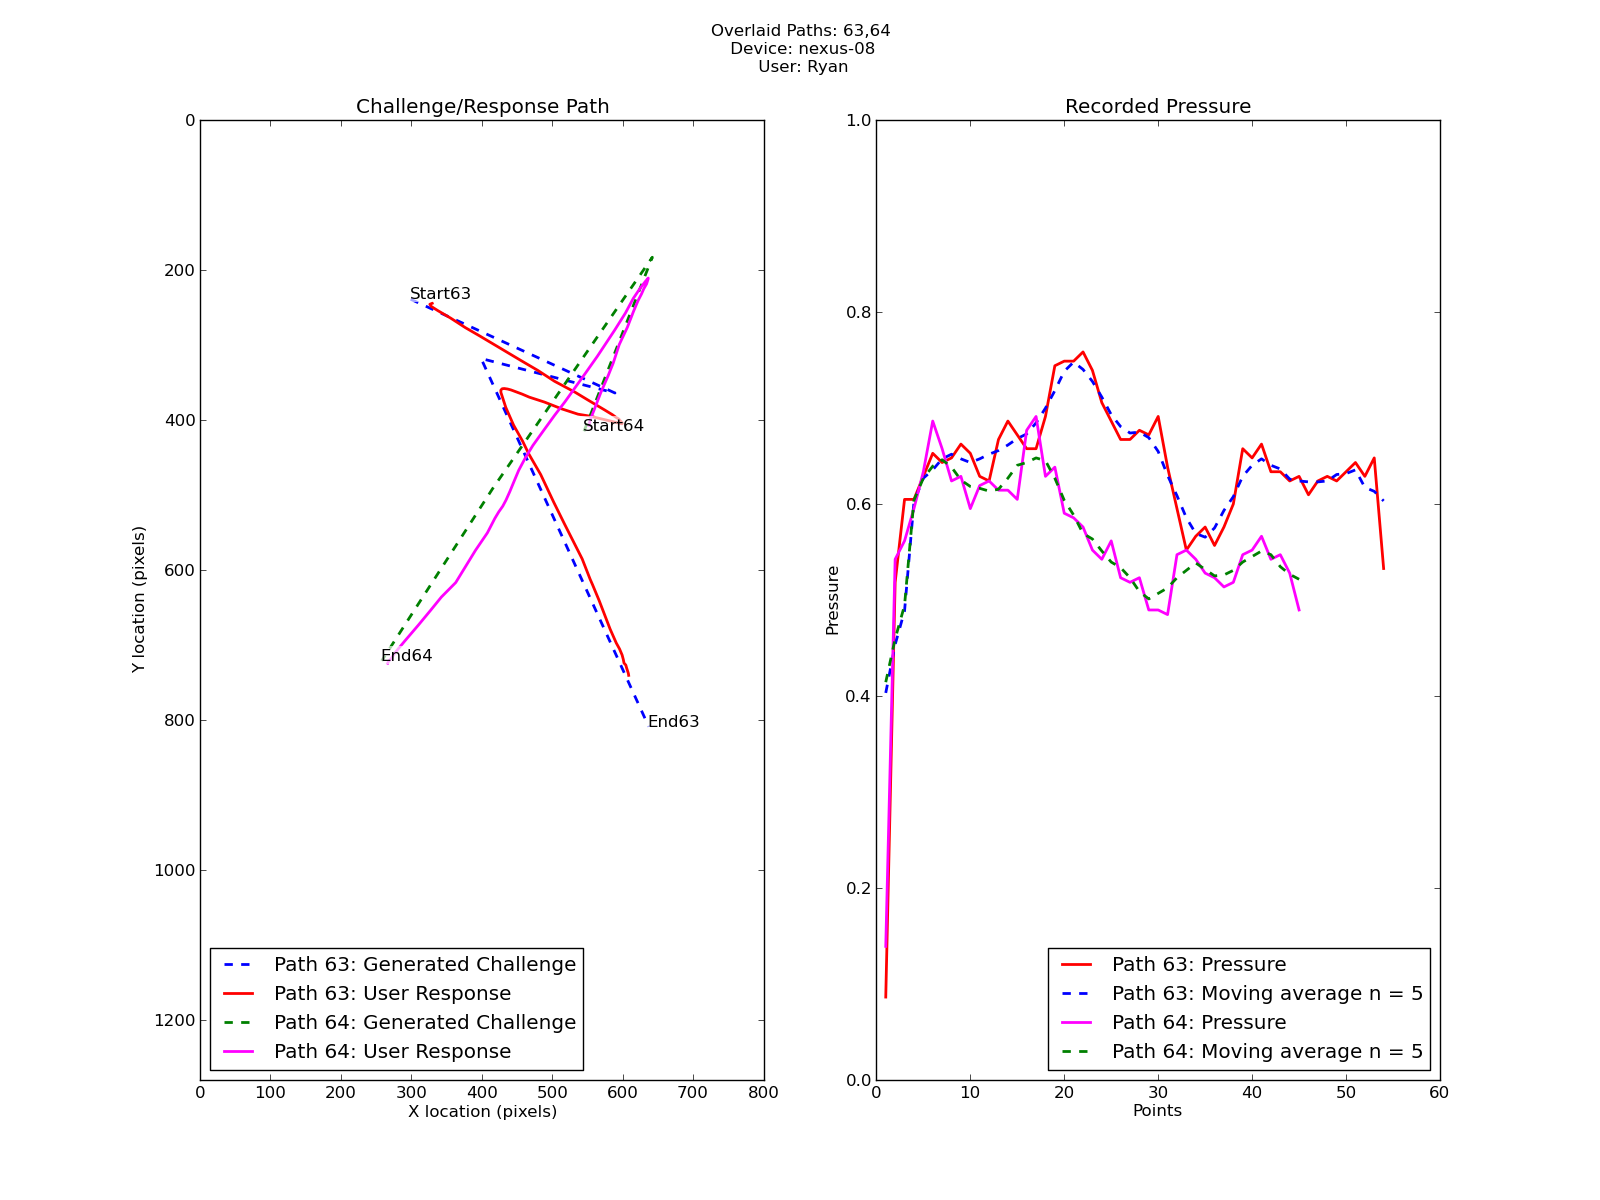 Overlaid Paths: 63,64
Device: nexus-08
User: Ryan
Challenge/Response Path
0
200
400
600
800
1000
1200
Y location (pixels)
Start63
Start64
End64
End63
Path 63: Generated Challenge
Path 63: User Response
Path 64: Generated Challenge
Path 64: User Response
0 100 200 300 400 500 600 700 800
X location (pixels)
Recorded Pressure
1.0
0.8
0.6
0.4
0.2
0.0
Pressure
Path 63: Pressure
Path 63: Moving average n = 5
Path 64: Pressure
Path 64: Moving average n = 5
0 10 20 30 40 50 60
Points